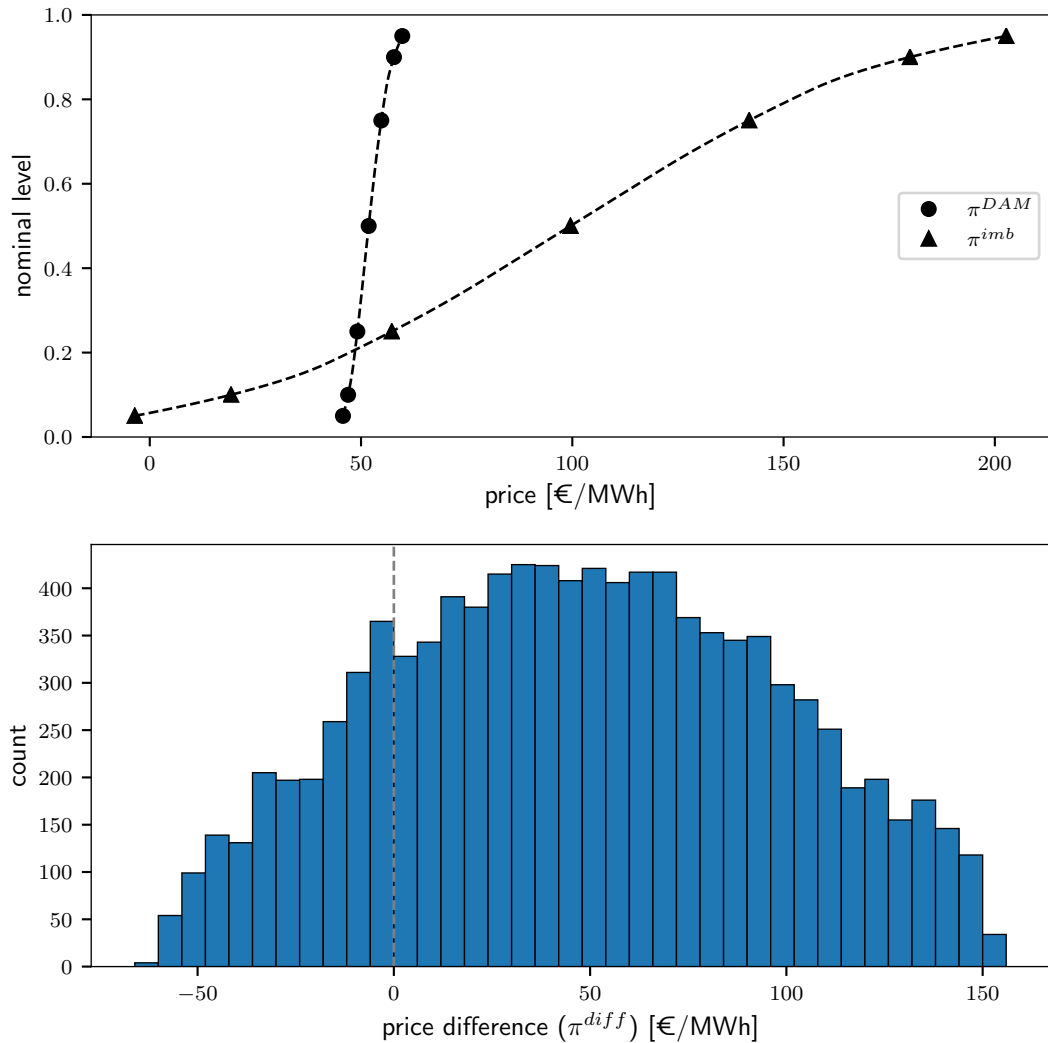 1.0
0.8
0.6
0.4
0.2
0.0
nominal level
π^{DAM}
π^{imb}
0 50 100 150 200
price [€/MWh]
400
350
300
250
200
150
100
50
0
count
−50 0 50 100 150
price difference (π^{diff}) [€/MWh]